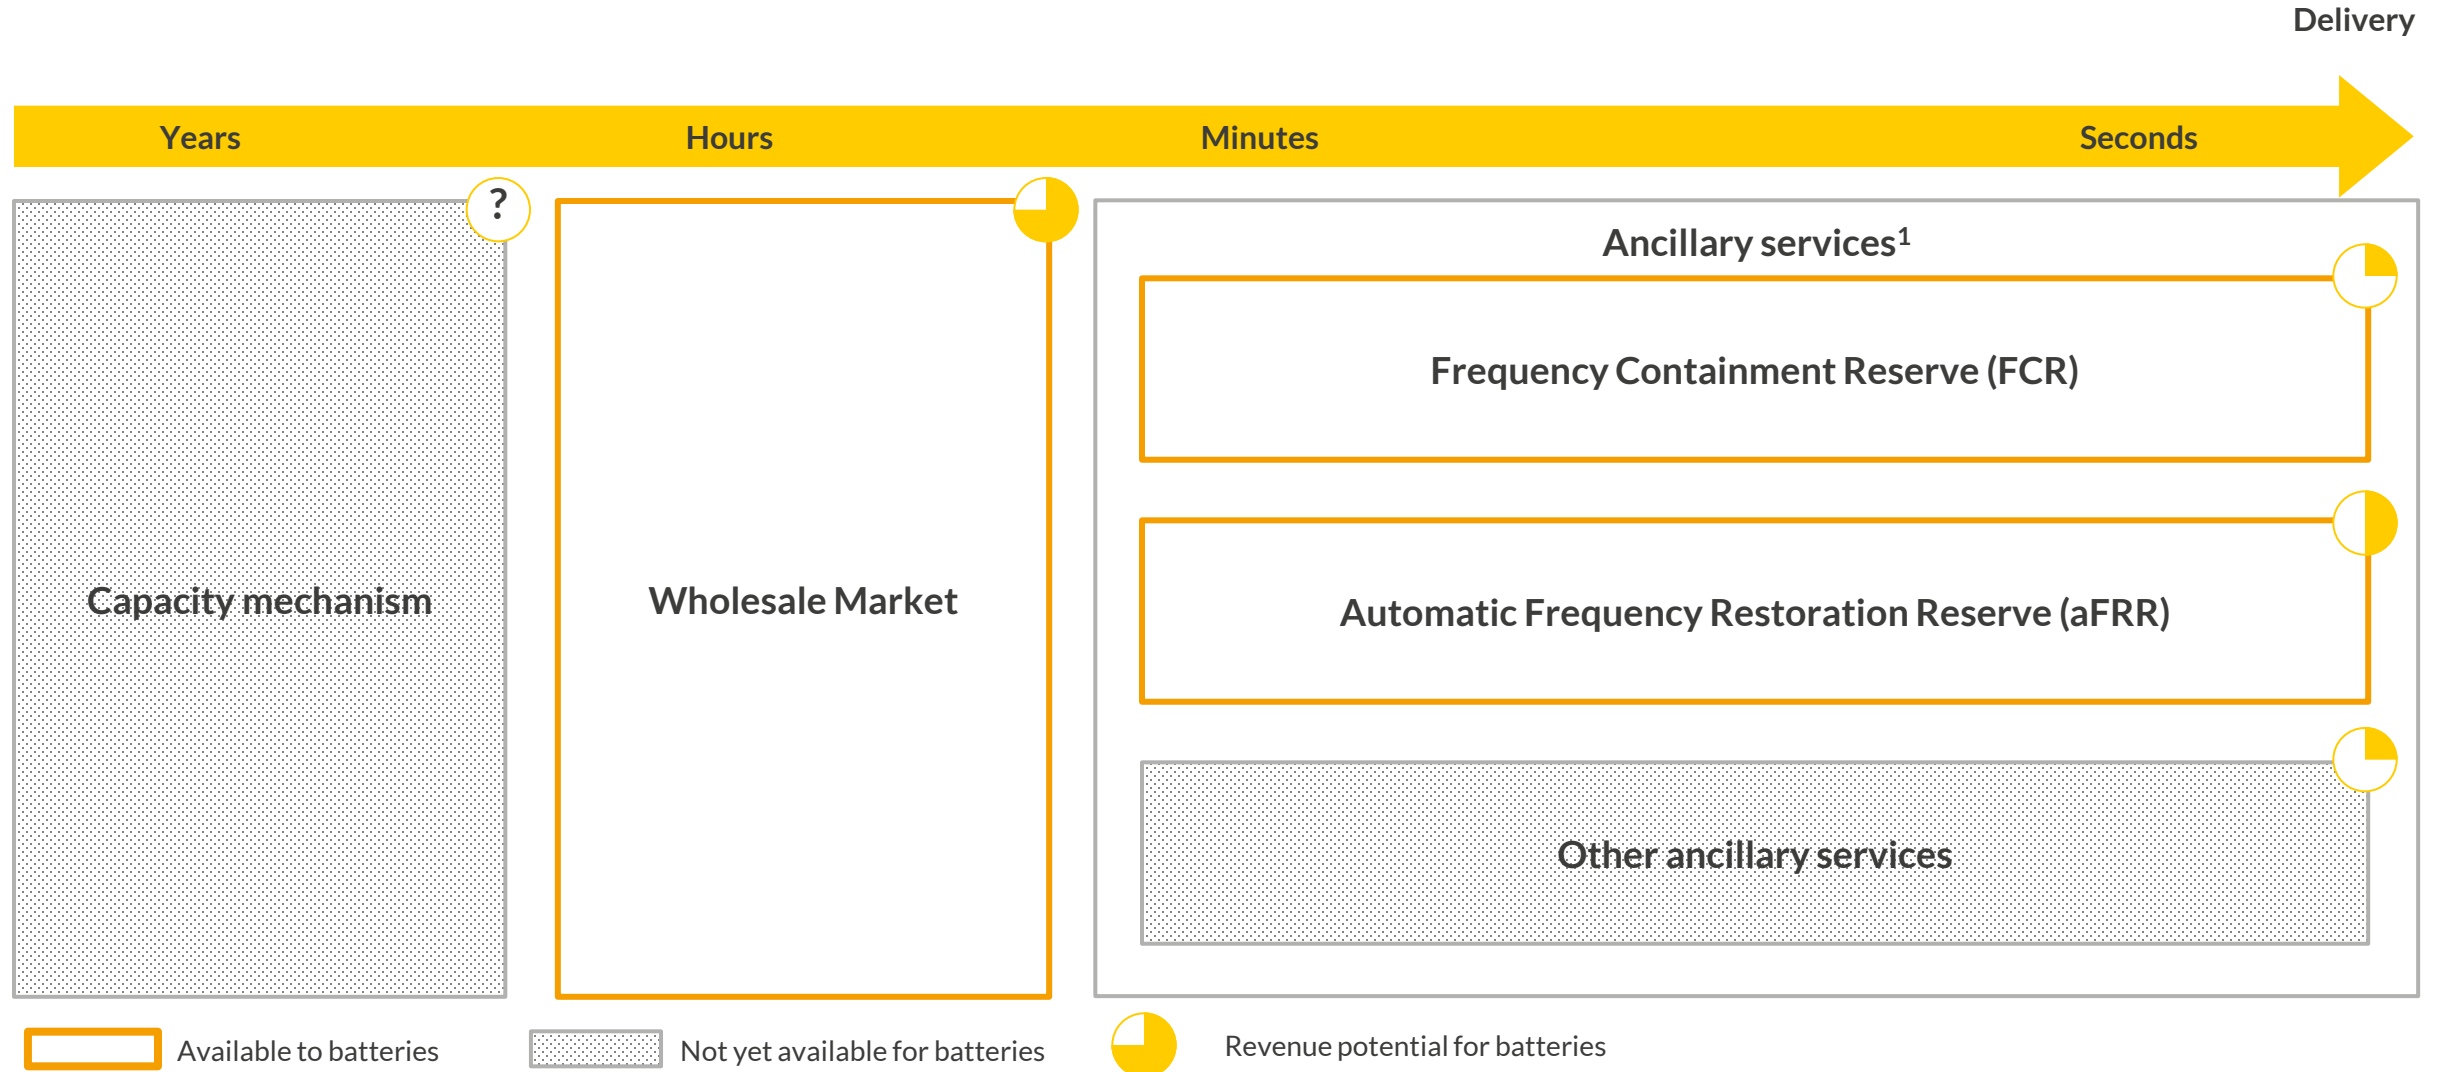 Delivery
Years
Hours
Minutes
Seconds
?
Ancillary services¹
Frequency Containment Reserve (FCR)
Capacity mechanism
Wholesale Market
Automatic Frequency Restoration Reserve (aFRR)
Other ancillary services
Available to batteries
Not yet available for batteries
Revenue potential for batteries